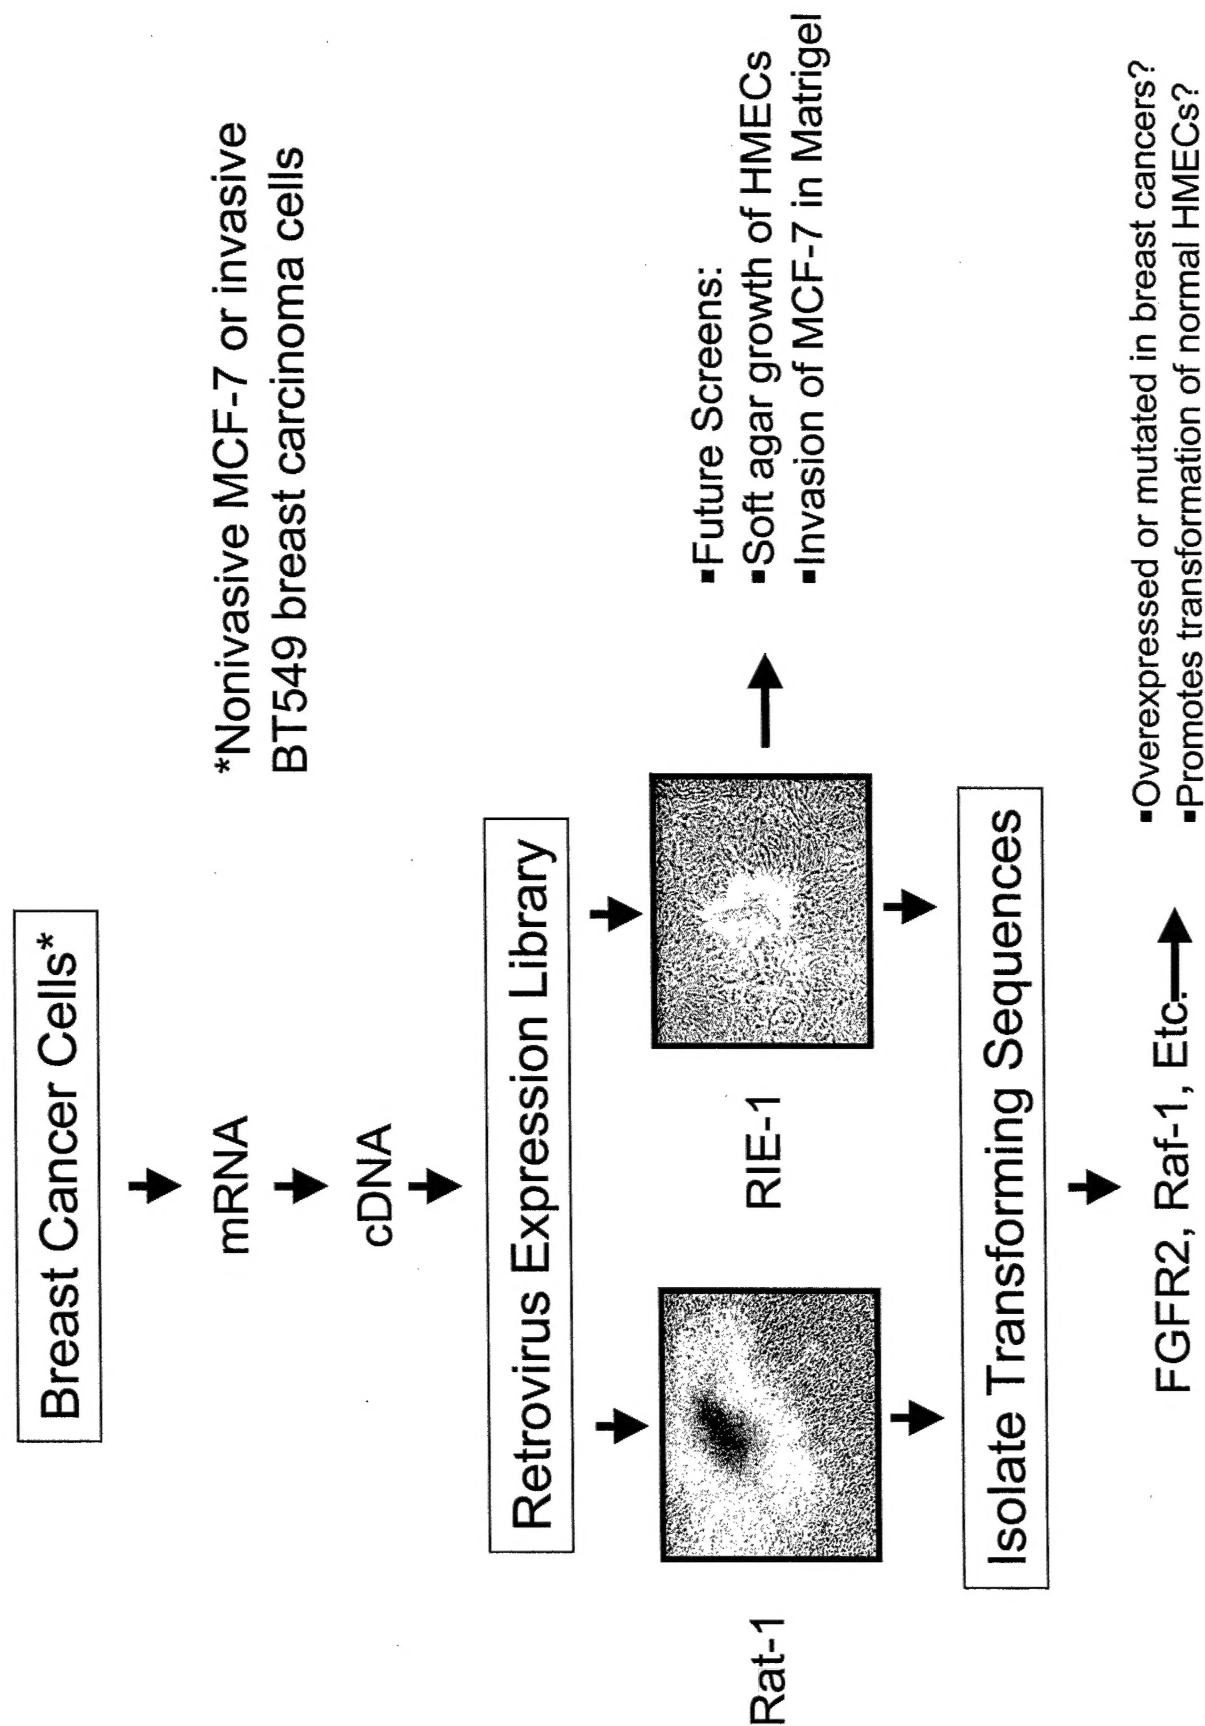 Breast Cancer Cells*
*Nonivasive MCF-7 or invasive
BT549 breast carcinoma cells
mRNA
cDNA
Retrovirus Expression Library
Rat-1
RIE-1
▪Future Screens:
▪Soft agar growth of HMECs
▪Invasion of MCF-7 in Matrigel
Isolate Transforming Sequences
FGFR2, Raf-1, Etc.
▪Overexpressed or mutated in breast cancers?
▪Promotes transformation of normal HMECs?